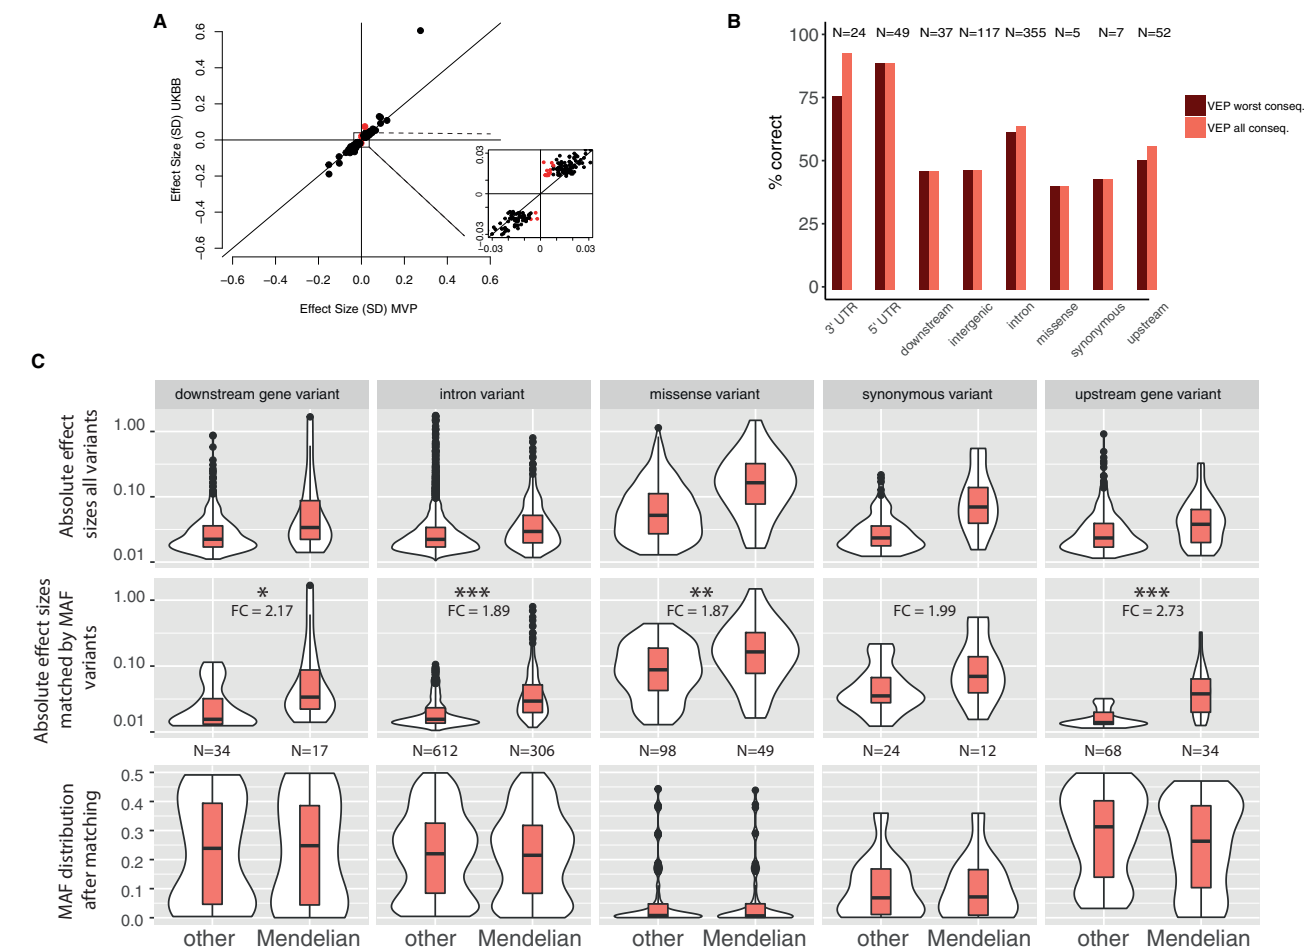 A
Effect Size (SD) UKBB
0.6
0.4
0.2
0.0
−0.2
−0.4
−0.6
−0.6 −0.4 −0.2 0.0 0.2 0.4 0.6
Effect Size (SD) MVP
0.03
0
0.03
−0.03 0 0.03
B
N=24 N=49 N=37 N=117 N=355 N=5 N=7 N=52
% correct
100
75
50
25
0
3' UTR 5' UTR downstream intergenic intron missense synonymous upstream
VEP worst conseq.
VEP all conseq.
C
downstream gene variant intron variant missense variant synonymous variant upstream gene variant
Absolute effect
sizes all variants
1.00
0.10
0.01
Absolute effect sizes
matched by MAF
variants
1.00
0.10
0.01
* *** ** ***
FC = 2.17 FC = 1.89 FC = 1.87 FC = 1.99 FC = 2.73
N=34 N=17 N=612 N=306 N=98 N=49 N=24 N=12 N=68 N=34
MAF distribution
after matching
0.5
0.4
0.3
0.2
0.1
0.0
other Mendelian other Mendelian other Mendelian other Mendelian other Mendelian